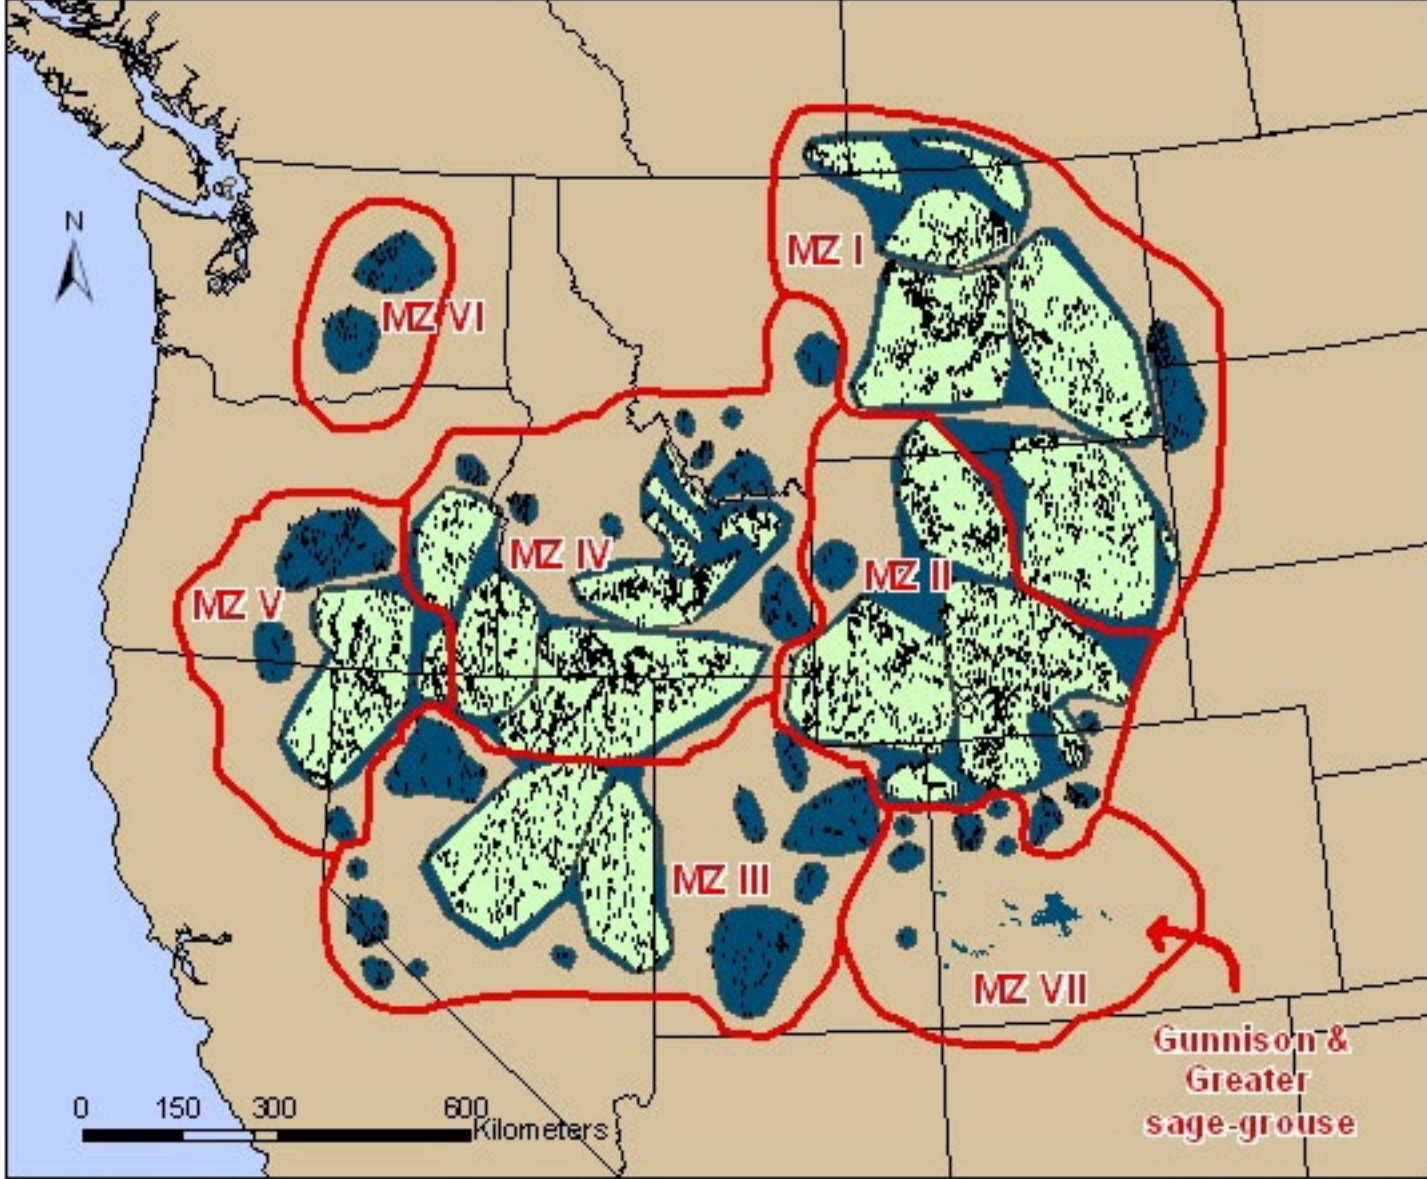 N
MZ I
MZ VI
MZ IV
MZ II
MZ V
MZ III
MZ VII
Gunnison &
Greater
sage-grouse
0 150 300 600
Kilometers